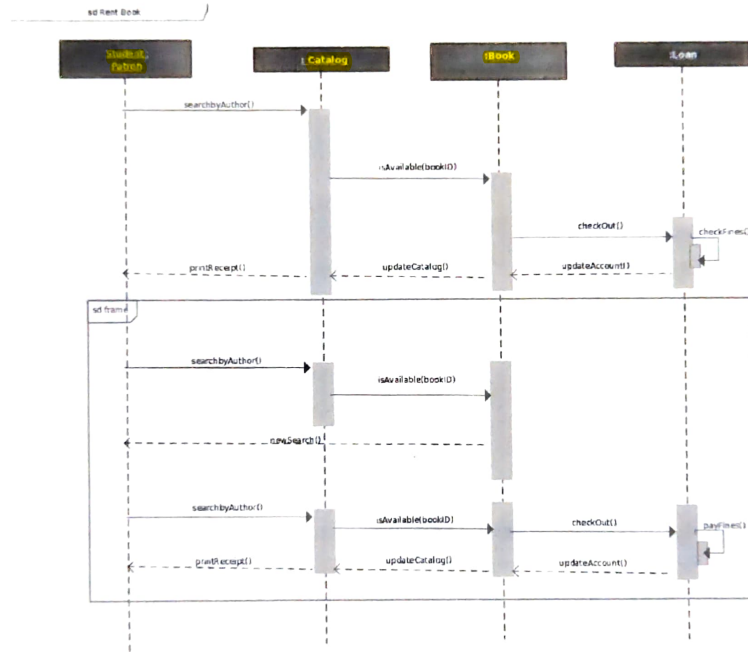 sd Rent Book
Student:
Patron
: Catalog
:Book
:Loan
searchbyAuthor()
isAvailable(bookID)
checkOut()
checkFines()
printReceipt()
updateCatalog()
updateAccount()
sd frame
searchbyAuthor()
isAvailable(bookID)
newSearch()
searchbyAuthor()
isAvailable(bookID)
checkOut()
payFines()
printReceipt()
updateCatalog()
updateAccount()